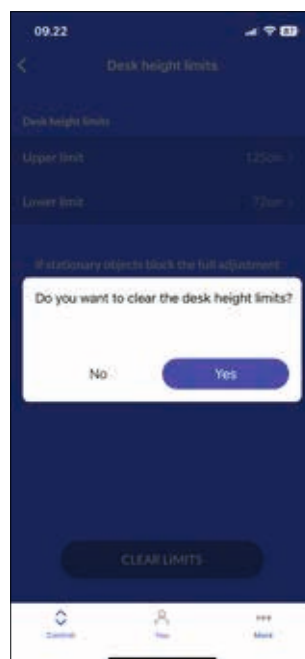 09.22
87
Desk height limits
Desk height limits
Upper limit 125cm
Lower limit 72cm
If stationary objects block the full adjustment
Do you want to clear the desk height limits?
No Yes
CLEAR LIMITS
Control You More